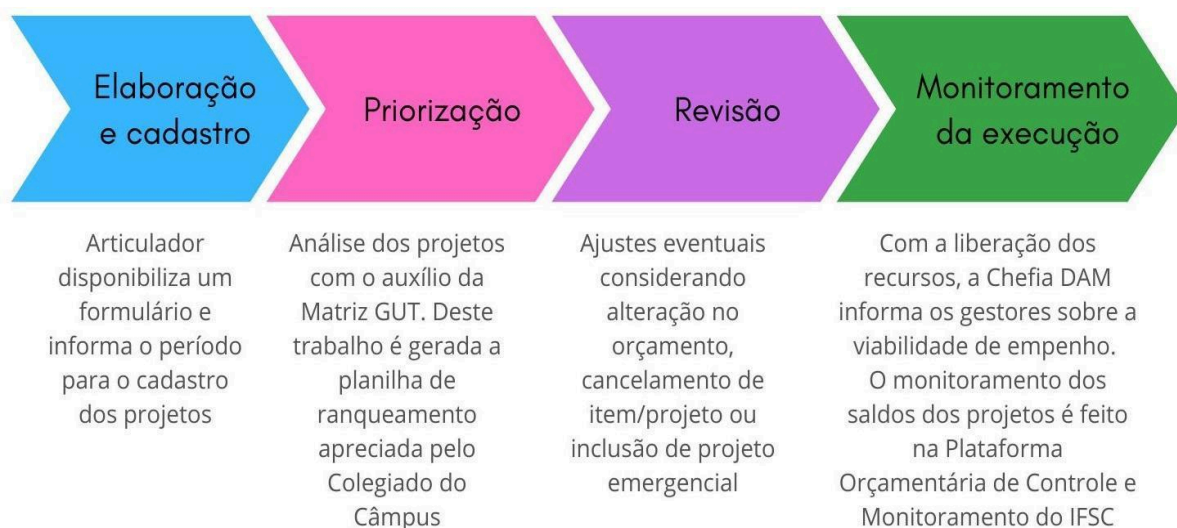 Elaboração
e cadastro
Priorização
Revisão
Monitoramento
da execução
Articulador
disponibiliza um
formulário e
informa o período
para o cadastro
dos projetos
Análise dos projetos
com o auxílio da
Matriz GUT. Deste
trabalho é gerada a
planilha de
ranqueamento
apreciada pelo
Colegiado do
Câmpus
Ajustes eventuais
considerando
alteração no
orçamento,
cancelamento de
item/projeto ou
inclusão de projeto
emergencial
Com a liberação dos
recursos, a Chefia DAM
informa os gestores sobre a
viabilidade de empenho.
O monitoramento dos
saldos dos projetos é feito
na Plataforma
Orçamentária de Controle e
Monitoramento do IFSC